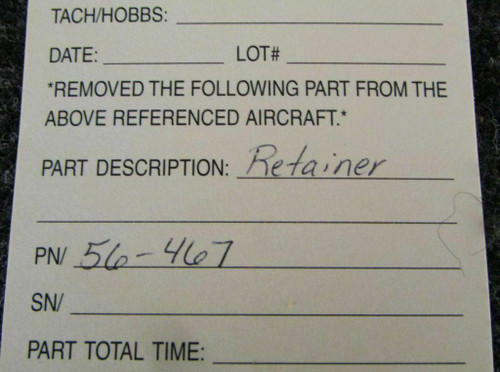 TACH/HOBBS:
DATE: LOT#
*REMOVED THE FOLLOWING PART FROM THE
ABOVE REFERENCED AIRCRAFT.*
PART DESCRIPTION: Retainer
PN/ 56-467
SN/
PART TOTAL TIME: